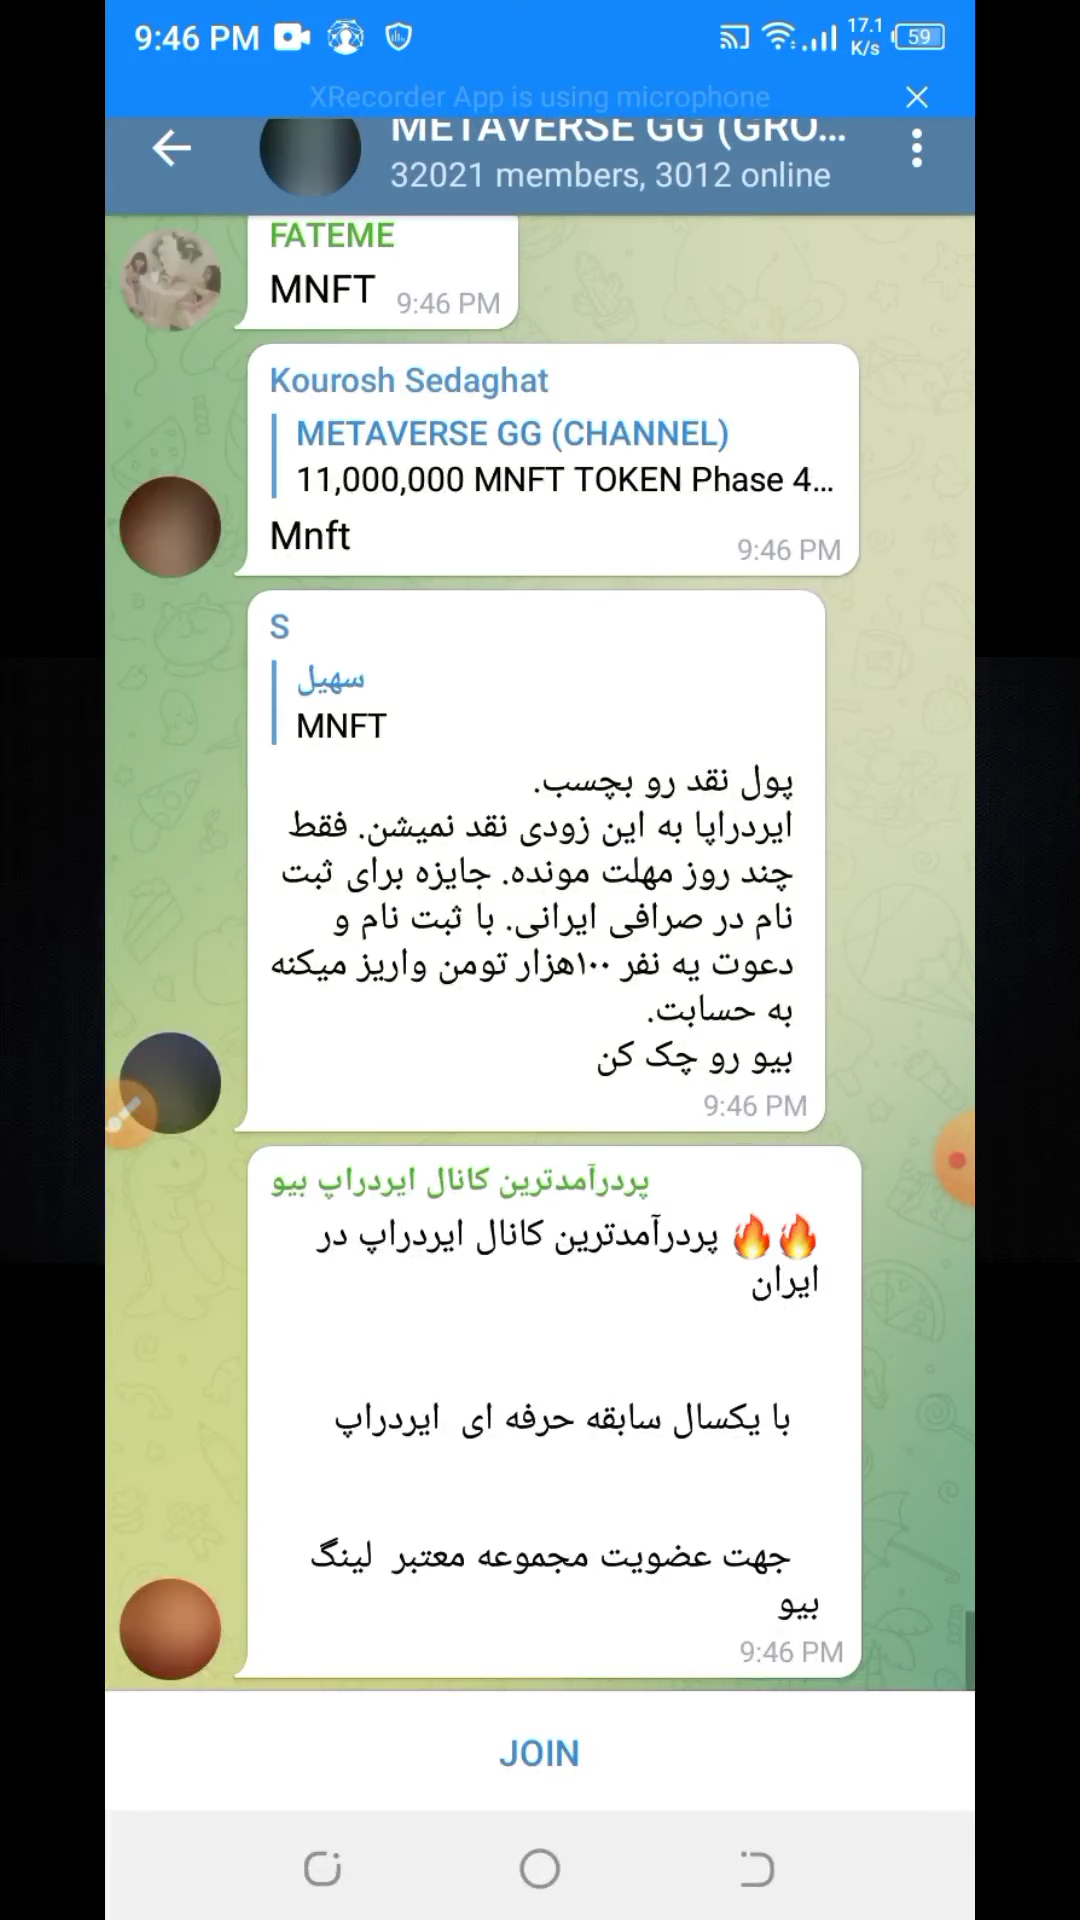 9:46 PM
17.1
K/s
59
XRecorder App is using microphone
METAVERSE GG (GRO...
32021 members, 3012 online
FATEME
MNFT
9:46 PM
Kourosh Sedaghat
METAVERSE GG (CHANNEL)
11,000,000 MNFT TOKEN Phase 4...
Mnft
9:46 PM
S
سهیل
MNFT
پول نقد رو بچسب.
ایردراپا به این زودی نقد نمیشن. فقط
چند روز مهلت مونده. جایزه برای ثبت
نام در صرافی ایرانی. با ثبت نام و
دعوت یه نفر ۱۰۰هزار تومن واریز میکنه
به حسابت.
بیو رو چک کن
9:46 PM
پردرآمدترین کانال ایردراپ بیو
🔥🔥 پردرآمدترین کانال ایردراپ در
ایران
با یکسال سابقه حرفه ای ایردراپ
جهت عضویت مجموعه معتبر لینگ
بیو
9:46 PM
JOIN